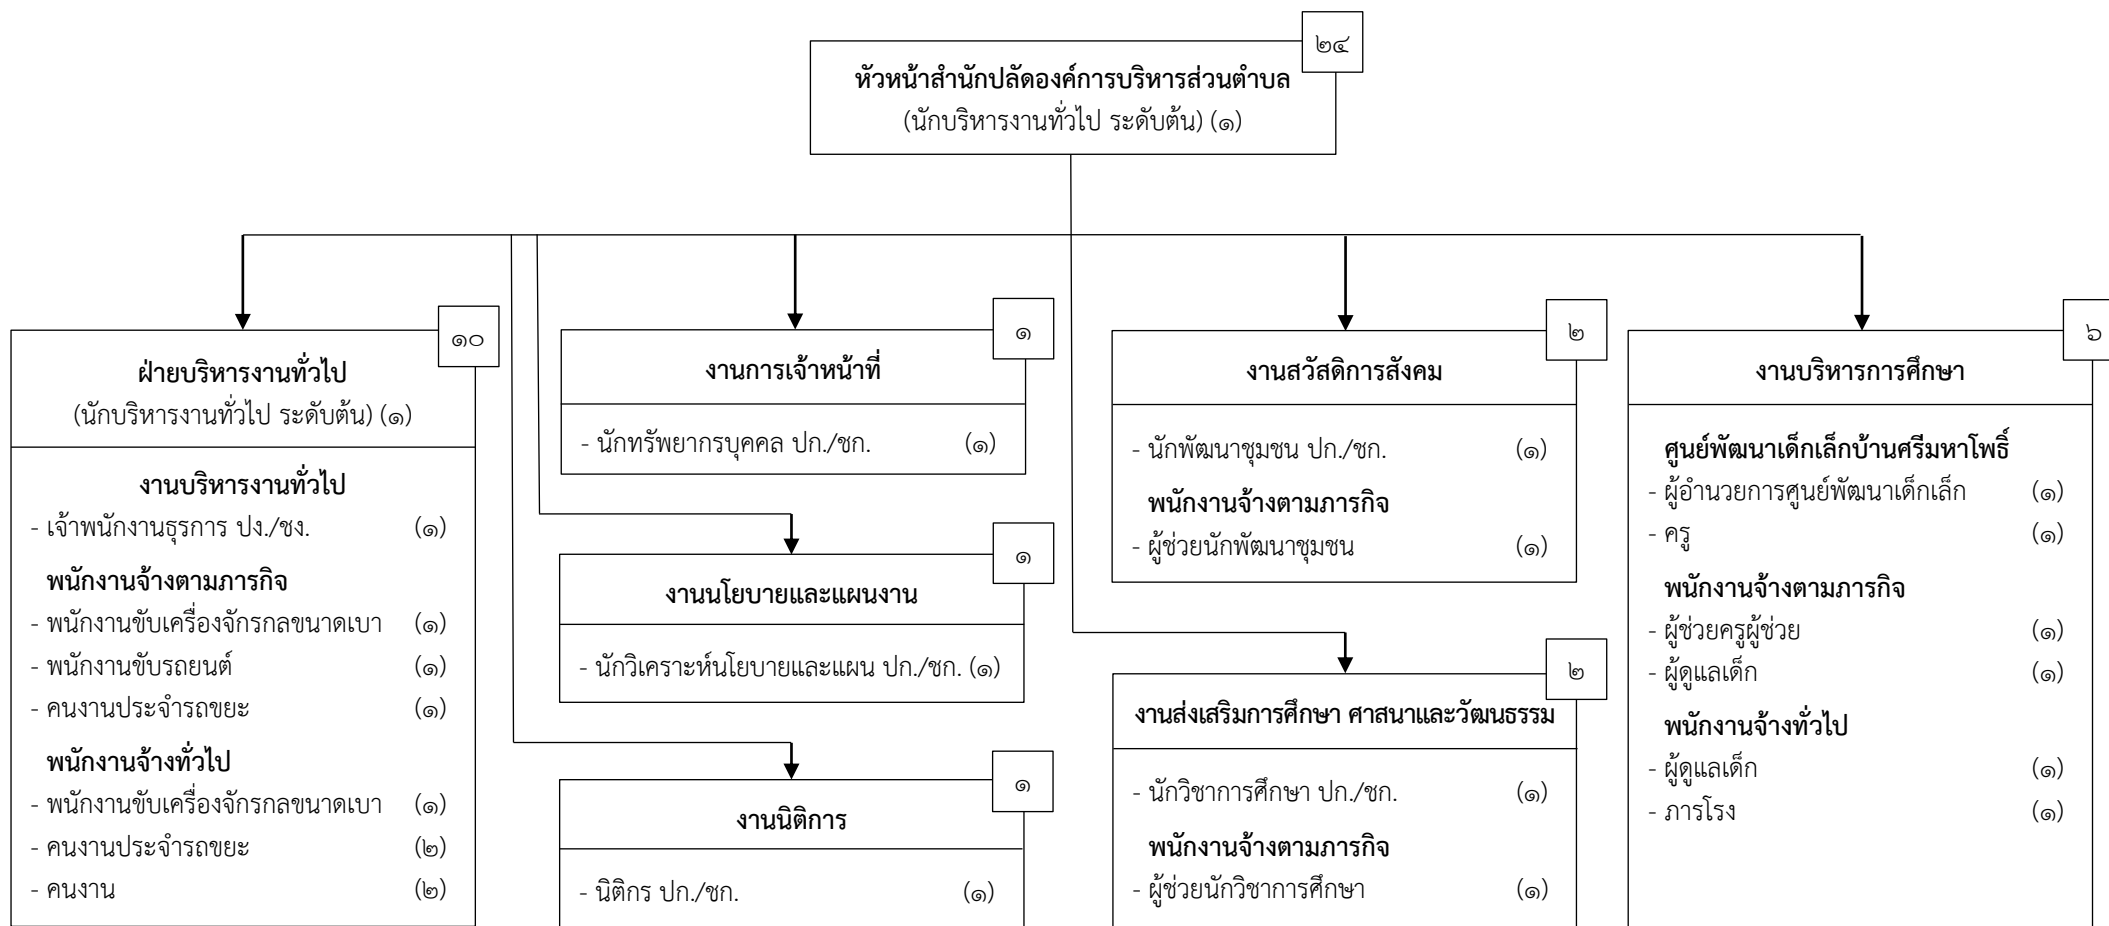 ๒๔
หัวหน้าสำนักปลัดองค์การบริหารส่วนตำบล
(นักบริหารงานทั่วไป ระดับต้น) (๑)
๑๐
ฝ่ายบริหารงานทั่วไป
(นักบริหารงานทั่วไป ระดับต้น) (๑)
งานบริหารงานทั่วไป
- เจ้าพนักงานธุรการ ปง./ชง. (๑)
พนักงานจ้างตามภารกิจ
- พนักงานขับเครื่องจักรกลขนาดเบา (๑)
- พนักงานขับรถยนต์ (๑)
- คนงานประจำรถขยะ (๑)
พนักงานจ้างทั่วไป
- พนักงานขับเครื่องจักรกลขนาดเบา (๑)
- คนงานประจำรถขยะ (๒)
- คนงาน (๒)
๑
งานการเจ้าหน้าที่
- นักทรัพยากรบุคคล ปก./ชก. (๑)
๑
งานนโยบายและแผนงาน
- นักวิเคราะห์นโยบายและแผน ปก./ชก. (๑)
๑
งานนิติการ
- นิติกร ปก./ชก. (๑)
๒
งานสวัสดิการสังคม
- นักพัฒนาชุมชน ปก./ชก. (๑)
พนักงานจ้างตามภารกิจ
- ผู้ช่วยนักพัฒนาชุมชน (๑)
๒
งานส่งเสริมการศึกษา ศาสนาและวัฒนธรรม
- นักวิชาการศึกษา ปก./ชก. (๑)
พนักงานจ้างตามภารกิจ
- ผู้ช่วยนักวิชาการศึกษา (๑)
๖
งานบริหารการศึกษา
ศูนย์พัฒนาเด็กเล็กบ้านศรีมหาโพธิ์
- ผู้อำนวยการศูนย์พัฒนาเด็กเล็ก (๑)
- ครู (๑)
พนักงานจ้างตามภารกิจ
- ผู้ช่วยครูผู้ช่วย (๑)
- ผู้ดูแลเด็ก (๑)
พนักงานจ้างทั่วไป
- ผู้ดูแลเด็ก (๑)
- ภารโรง (๑)